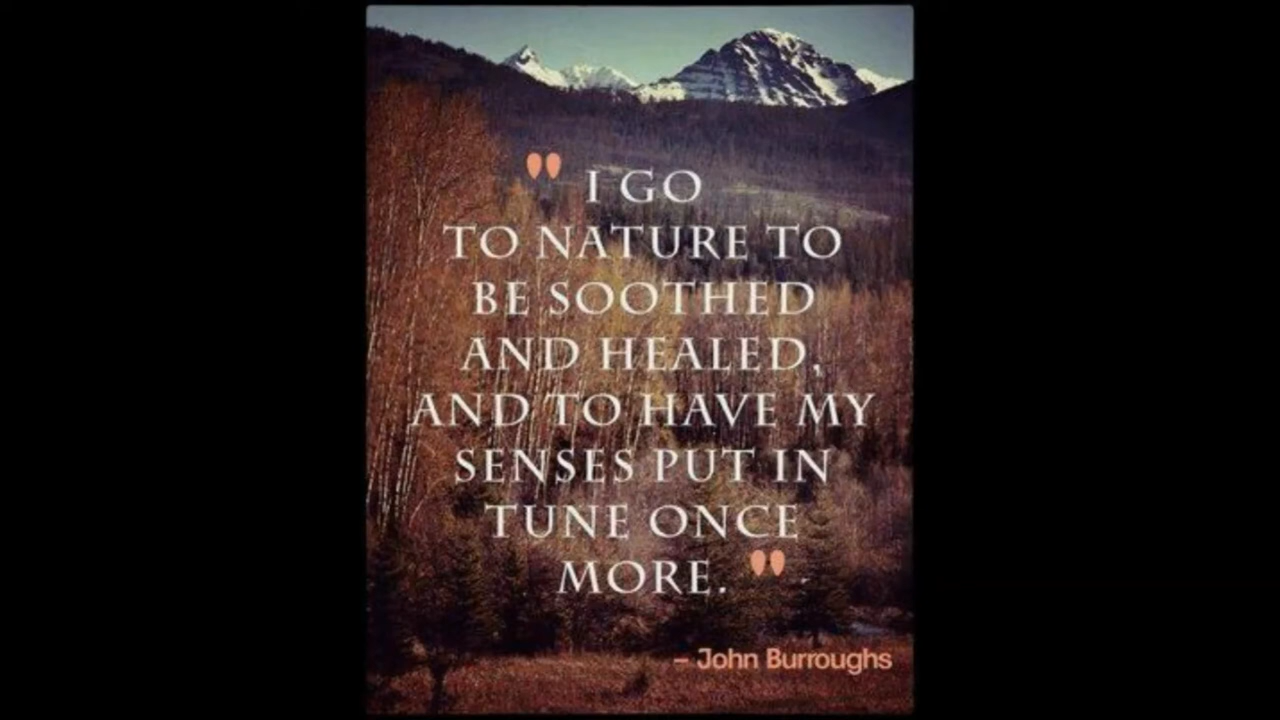 " I GO
TO NATURE TO
BE SOOTHED
AND HEALED,
AND TO HAVE MY
SENSES PUT IN
TUNE ONCE
MORE. "
– John Burroughs